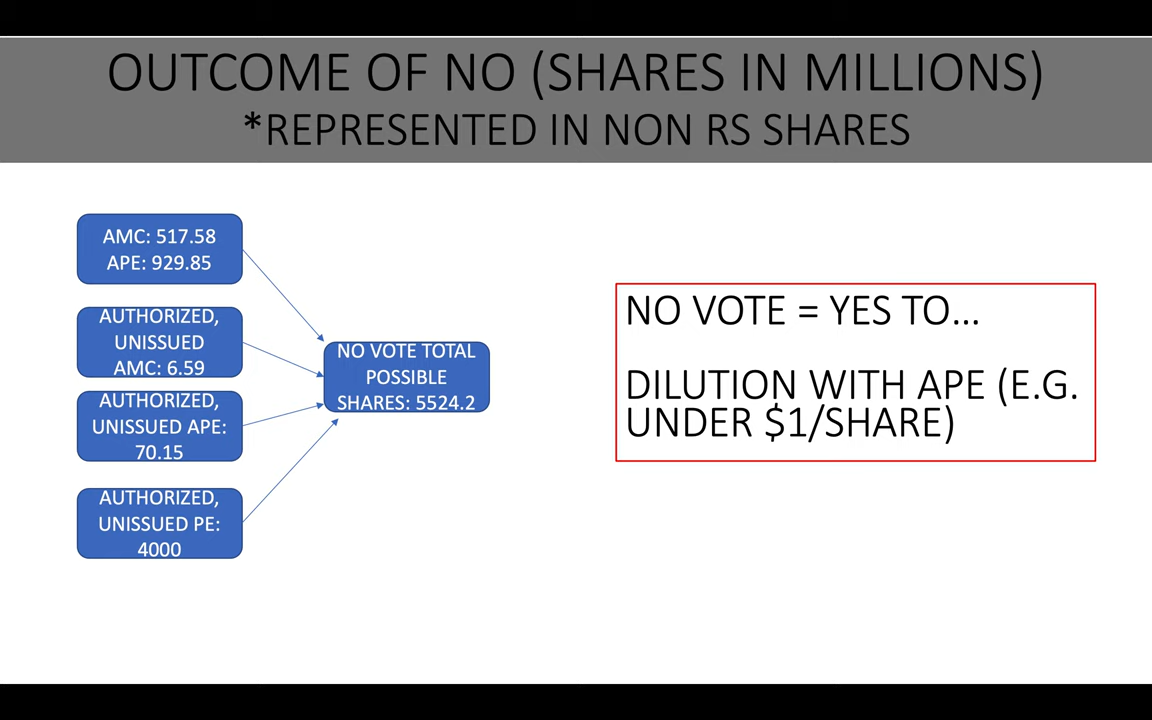 OUTCOME OF NO (SHARES IN MILLIONS)
*REPRESENTED IN NON RS SHARES
AMC: 517.58
APE: 929.85
AUTHORIZED,
UNISSUED
AMC: 6.59
AUTHORIZED,
UNISSUED APE:
70.15
AUTHORIZED,
UNISSUED PE:
4000
NO VOTE TOTAL
POSSIBLE
SHARES: 5524.2
NO VOTE = YES TO...
DILUTION WITH APE (E.G.
UNDER $1/SHARE)